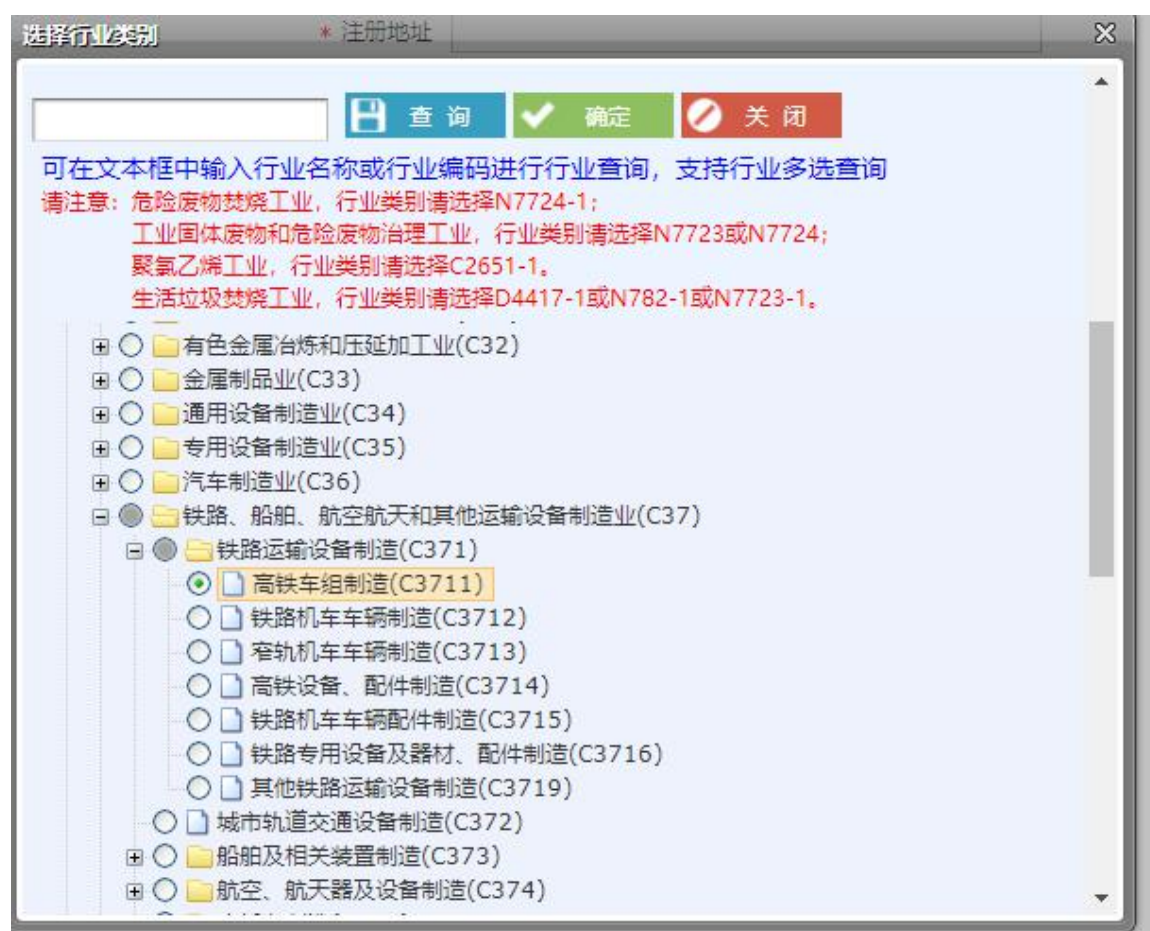 选择行业类别
* 注册地址
查 询
确定
关 闭
可在文本框中输入行业名称或行业编码进行行业查询，支持行业多选查询
请注意：危险废物焚烧工业，行业类别请选择N7724-1；
工业固体废物和危险废物治理工业，行业类别请选择N7723或N7724；
聚氯乙烯工业，行业类别请选择C2651-1。
生活垃圾焚烧工业，行业类别请选择D4417-1或N782-1或N7723-1。
有色金属冶炼和压延加工业(C32)
金属制品业(C33)
通用设备制造业(C34)
专用设备制造业(C35)
汽车制造业(C36)
铁路、船舶、航空航天和其他运输设备制造业(C37)
铁路运输设备制造(C371)
高铁车组制造(C3711)
铁路机车车辆制造(C3712)
窄轨机车车辆制造(C3713)
高铁设备、配件制造(C3714)
铁路机车车辆配件制造(C3715)
铁路专用设备及器材、配件制造(C3716)
其他铁路运输设备制造(C3719)
城市轨道交通设备制造(C372)
船舶及相关装置制造(C373)
航空、航天器及设备制造(C374)